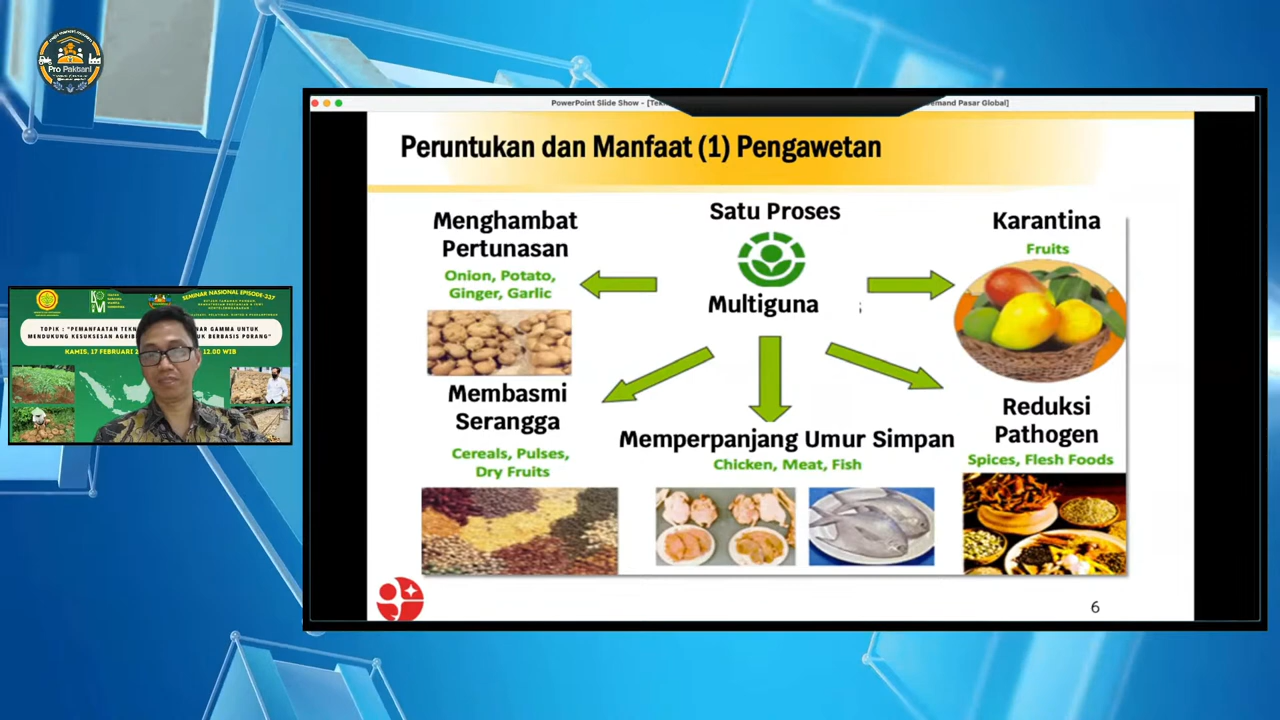 Pro Paktani
PowerPoint Slide Show - [Tek
emand Pasar Global]
Peruntukan dan Manfaat (1) Pengawetan
Menghambat
Pertunasan
Onion, Potato,
Ginger, Garlic
Satu Proses
Multiguna
Karantina
Fruits
Membasmi
Serangga
Cereals, Pulses,
Dry Fruits
Memperpanjang Umur Simpan
Chicken, Meat, Fish
Reduksi
Pathogen
Spices, Flesh Foods
6
SEMINAR NASIONAL EPISODE-337
TOPIK : "PEMANFAATAN TEKN
NAR GAMMA UNTUK
MENDUKUNG KESUKSESAN AGRIB
UK BERBASIS PORANG"
KAMIS, 17 FEBRUARI 2
12.00 WIB